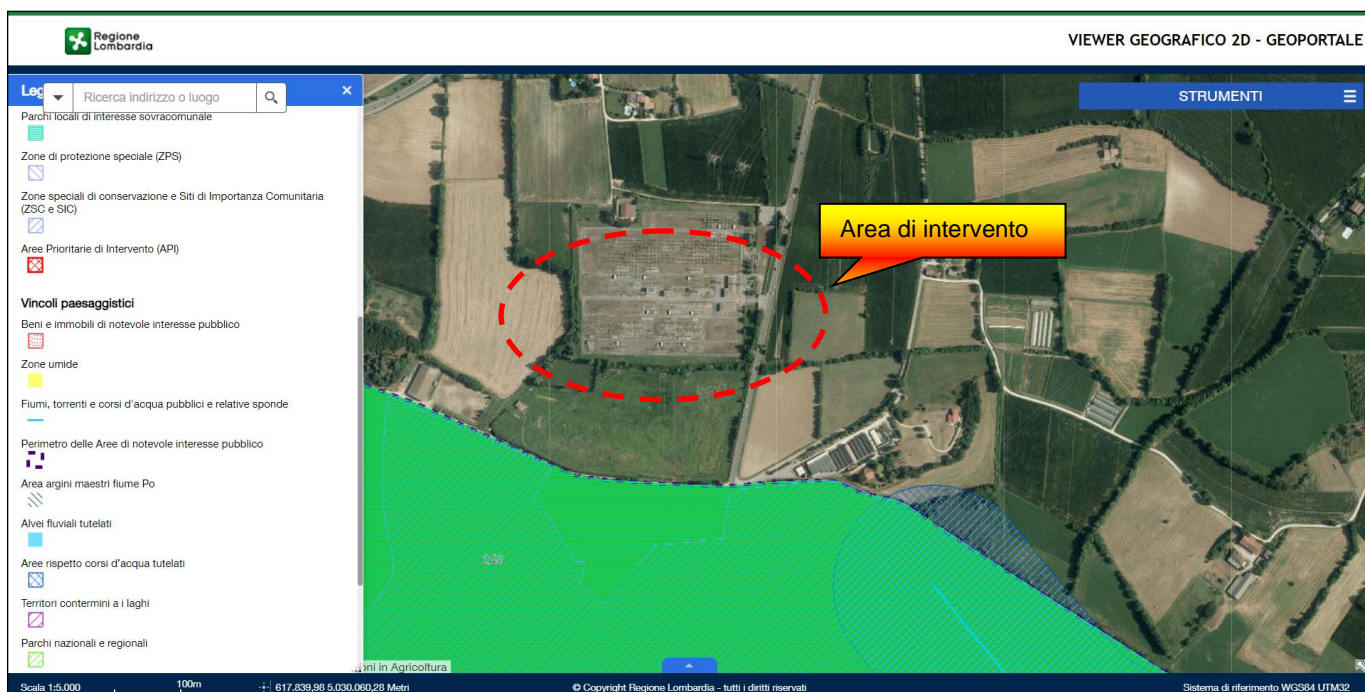 Regione
Lombardia
VIEWER GEOGRAFICO 2D - GEOPORTALE
Leg
Ricerca indirizzo o luogo
×
STRUMENTI
Parchi locali di interesse sovracomunale
Zone di protezione speciale (ZPS)
Zone speciali di conservazione e Siti di Importanza Comunitaria
(ZSC e SIC)
Aree Prioritarie di Intervento (API)
Vincoli paesaggistici
Beni e immobili di notevole interesse pubblico
Zone umide
Fiumi, torrenti e corsi d'acqua pubblici e relative sponde
Perimetro delle Aree di notevole interesse pubblico
Area argini maestri fiume Po
Alvei fluviali tutelati
Aree rispetto corsi d'acqua tutelati
Territori contermini a i laghi
Parchi nazionali e regionali
Area di intervento
oni in Agricoltura
Scala 1:5.000
100m
617.839,98 5.030.060,28 Metri
© Copyright Regione Lombardia - tutti i diritti riservati
Sistema di riferimento WGS84 UTM32